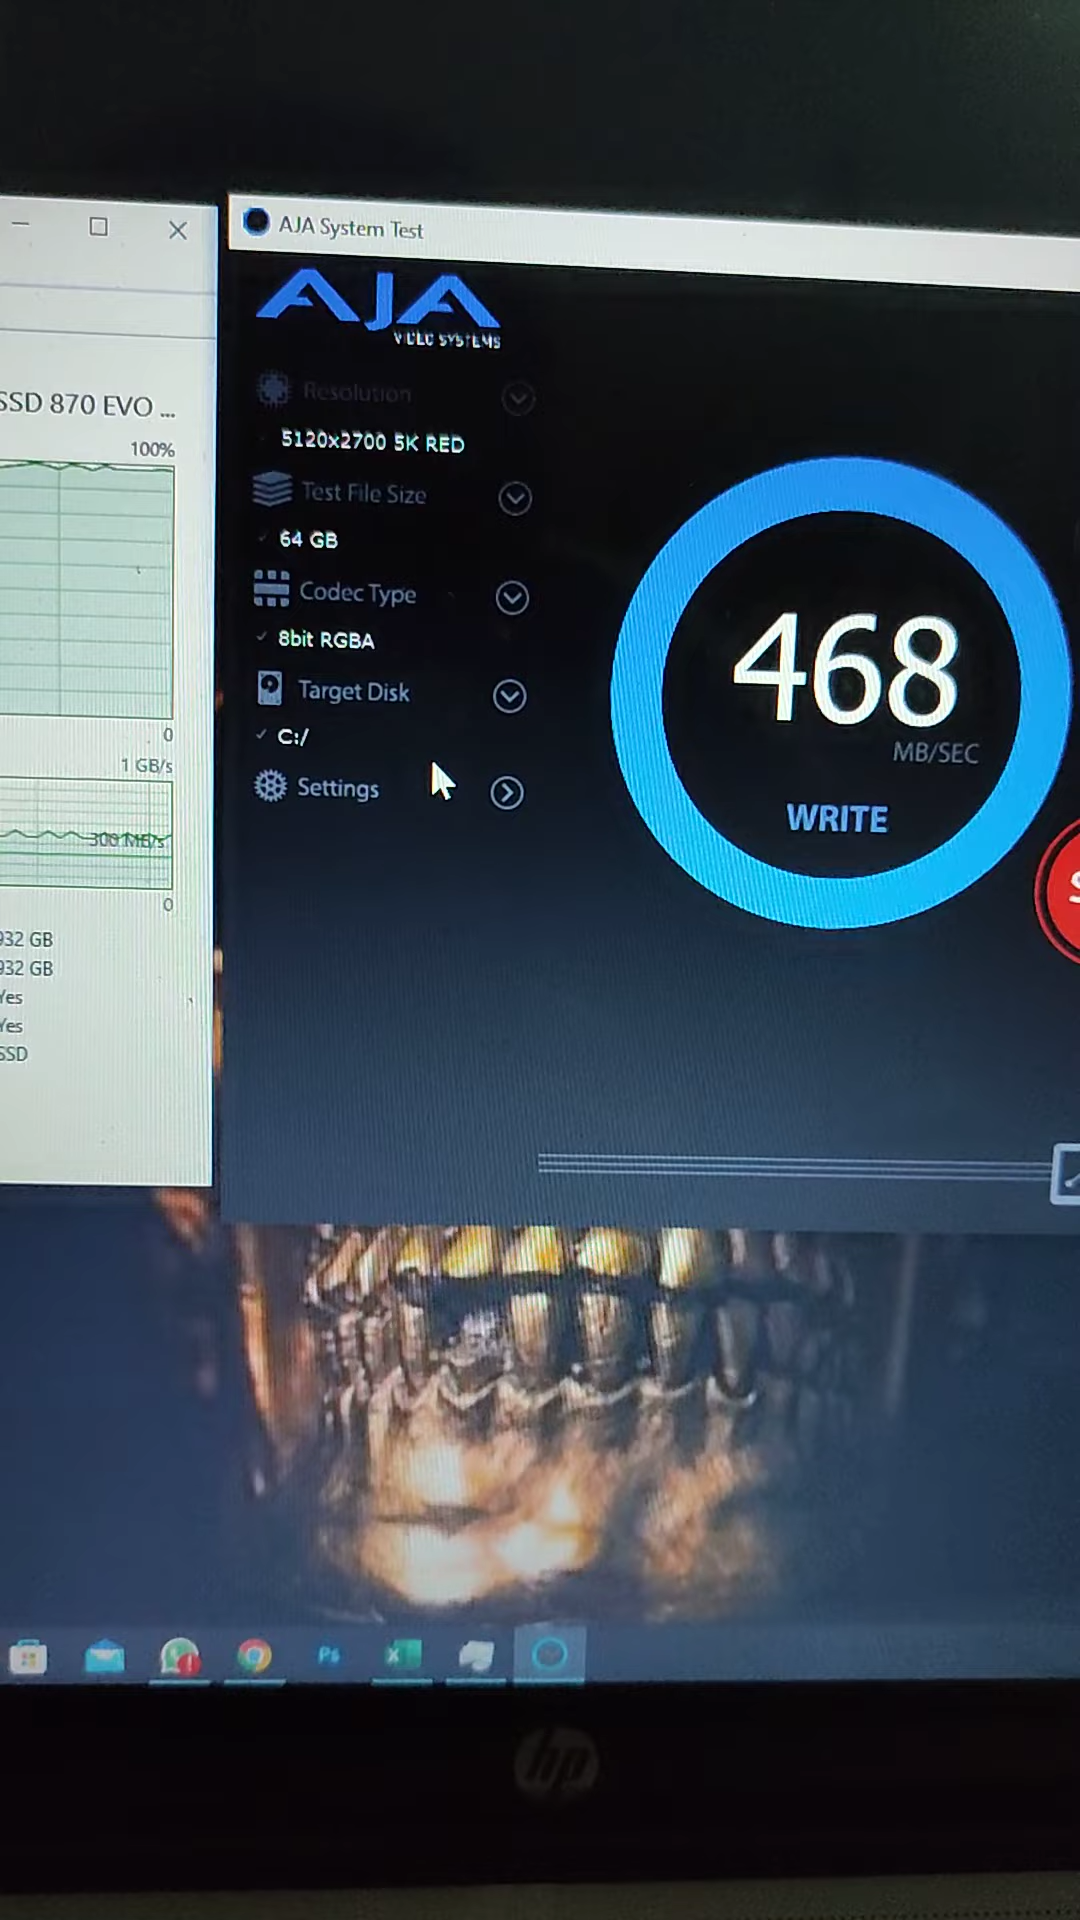 SSD 870 EVO ...
100%
0
1 GB/s
300 MB/s
0
932 GB
932 GB
Yes
Yes
SSD
AJA System Test
AJA
VIDEO SYSTEMS
Resolution
5120x2700 5K RED
Test File Size
64 GB
Codec Type
8bit RGBA
Target Disk
C:/
Settings
468
MB/SEC
WRITE
S
Ps
X
hp